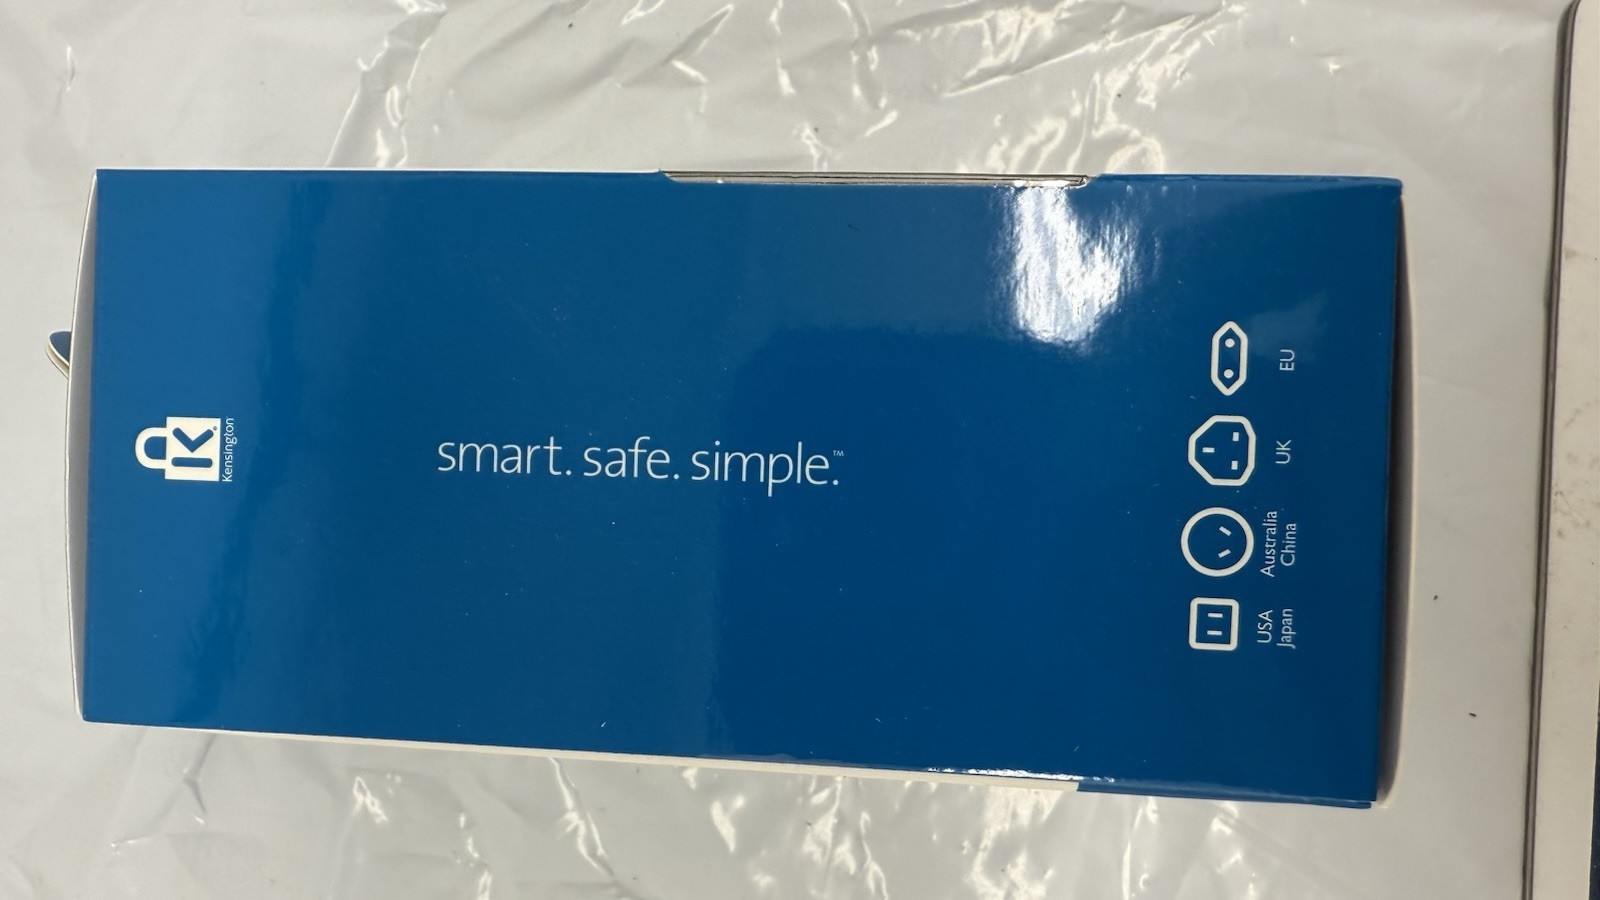 Kensington
smart. safe. simple.™
EU
UK
Australia
China
USA
Japan